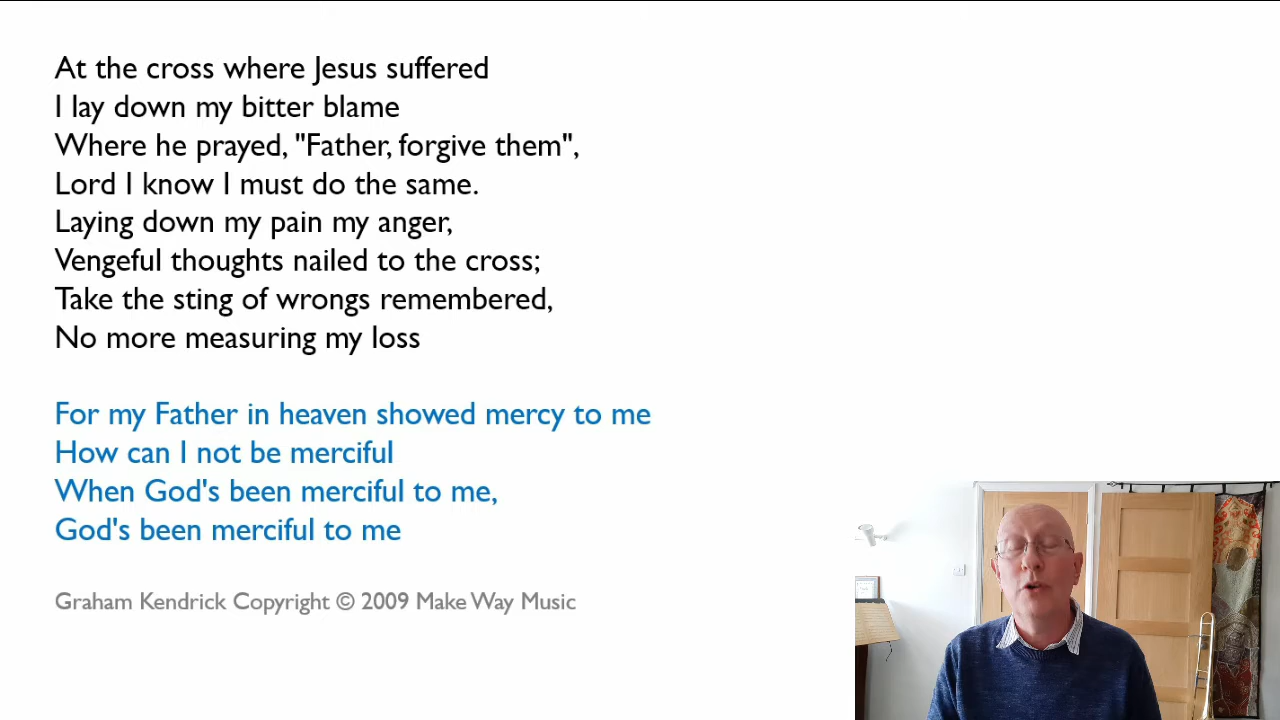 At the cross where Jesus suffered
I lay down my bitter blame
Where he prayed, "Father, forgive them",
Lord I know I must do the same.
Laying down my pain my anger,
Vengeful thoughts nailed to the cross;
Take the sting of wrongs remembered,
No more measuring my loss
For my Father in heaven showed mercy to me
How can I not be merciful
When God's been merciful to me,
God's been merciful to me
Graham Kendrick Copyright © 2009 Make Way Music